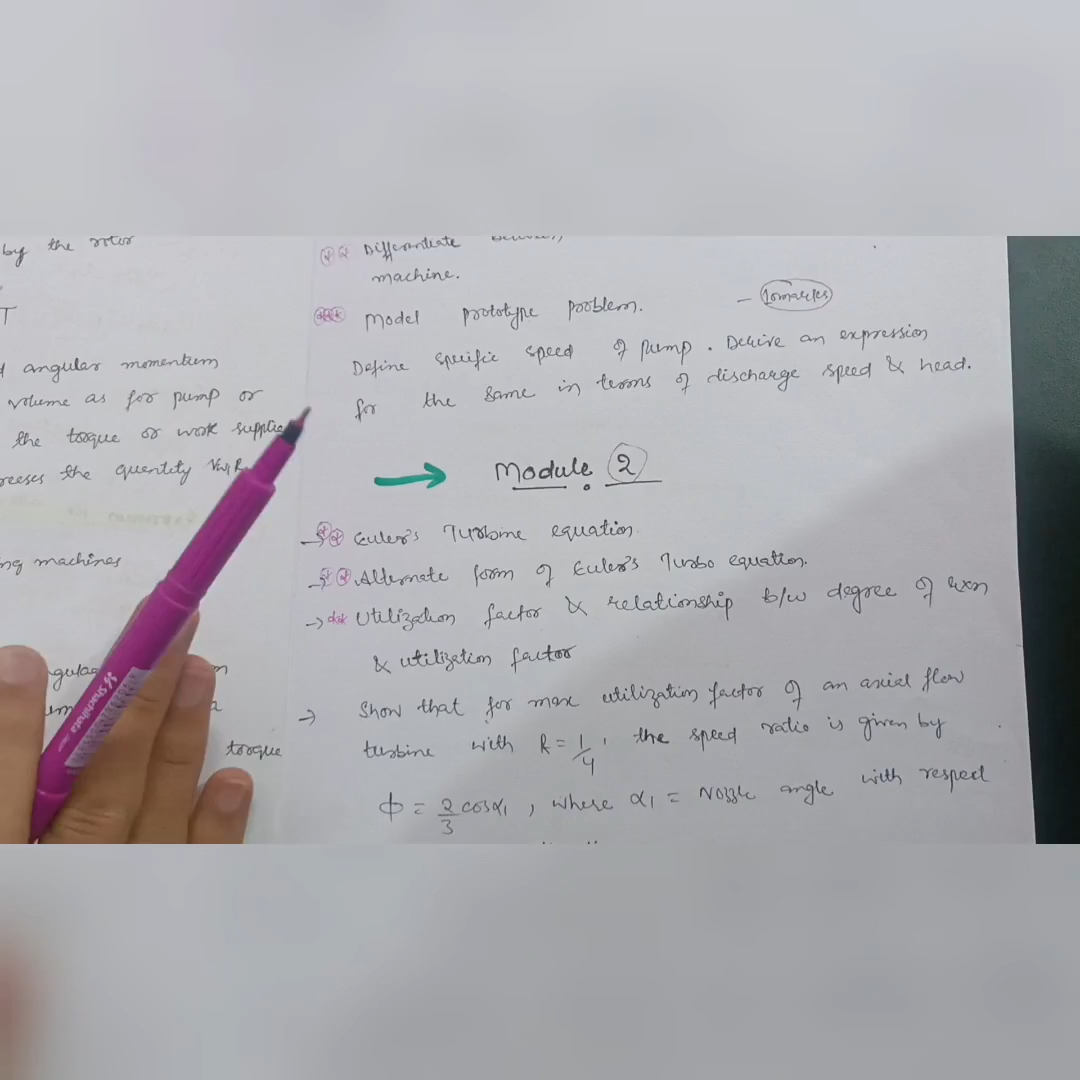 by the rotor
T
angular momentum
volume as for pump or
the torque or work supplie
reeses the quantity Vw1R
ng machines
torque
Differentiate
machine.
Model prototype problem. - 10marks
Define specific speed of pump. Derive an expression
for the same in terms of discharge speed & head.
Module 2
→ Euler's Turbine equation.
→ Alternate form of Euler's Turbo equation.
→ Utilization factor & relationship b/w degree of rxn
& utilization factor
→ Show that for max utilization factor of an axial flow
turbine with R = 1/4, the speed ratio is given by
ϕ = 2/3 cosα1, where α1 = Nozzle angle with respect
Shachihata